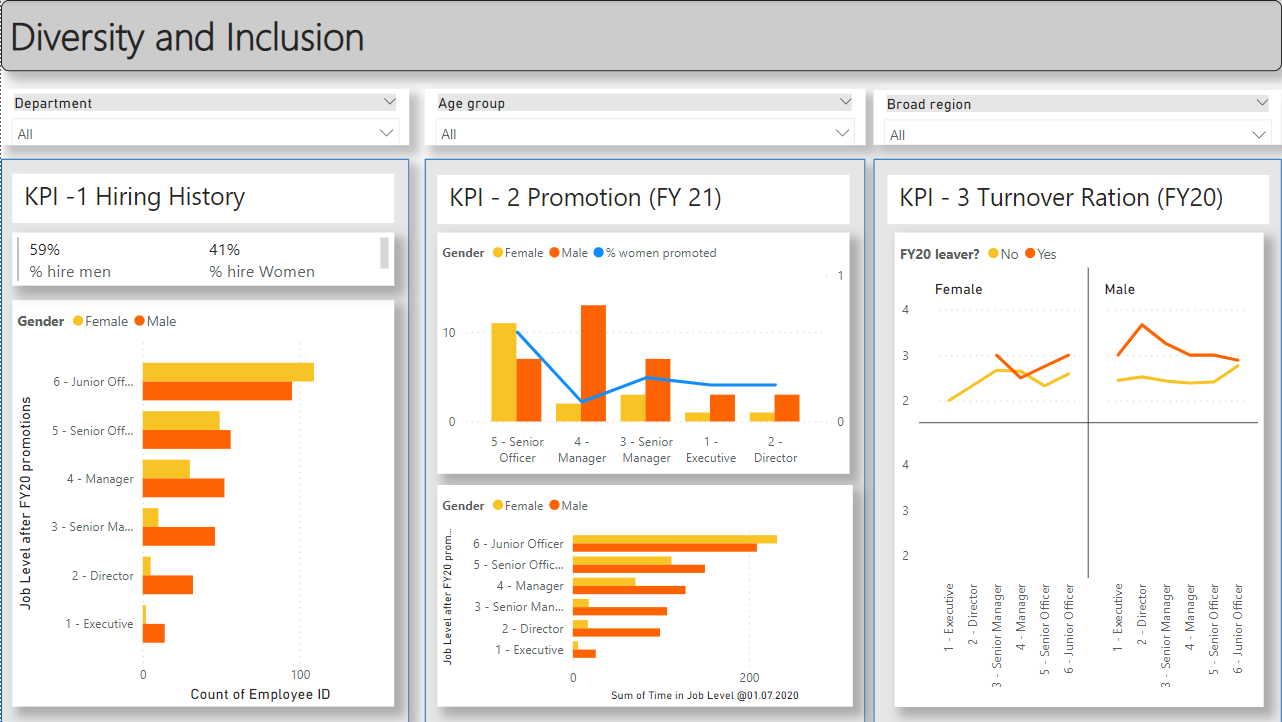 Diversity and Inclusion
Department
All
Age group
All
Broad region
All
KPI -1 Hiring History
59%
% hire men
41%
% hire Women
Gender Female Male
Job Level after FY20 promotions
6 - Junior Off...
5 - Senior Off...
4 - Manager
3 - Senior Ma...
2 - Director
1 - Executive
0 100
Count of Employee ID
KPI - 2 Promotion (FY 21)
Gender Female Male % women promoted
1
10
0
0
5 - Senior
Officer
4 -
Manager
3 - Senior
Manager
1 -
Executive
2 -
Director
Gender Female Male
Job Level after FY20 prom...
6 - Junior Officer
5 - Senior Offic...
4 - Manager
3 - Senior Man...
2 - Director
1 - Executive
0 200
Sum of Time in Job Level @01.07.2020
KPI - 3 Turnover Ration (FY20)
FY20 leaver? No Yes
Female Male
4
3
2
4
3
2
1 - Executive
2 - Director
3 - Senior Manager
4 - Manager
5 - Senior Officer
6 - Junior Officer
1 - Executive
2 - Director
3 - Senior Manager
4 - Manager
5 - Senior Officer
6 - Junior Officer